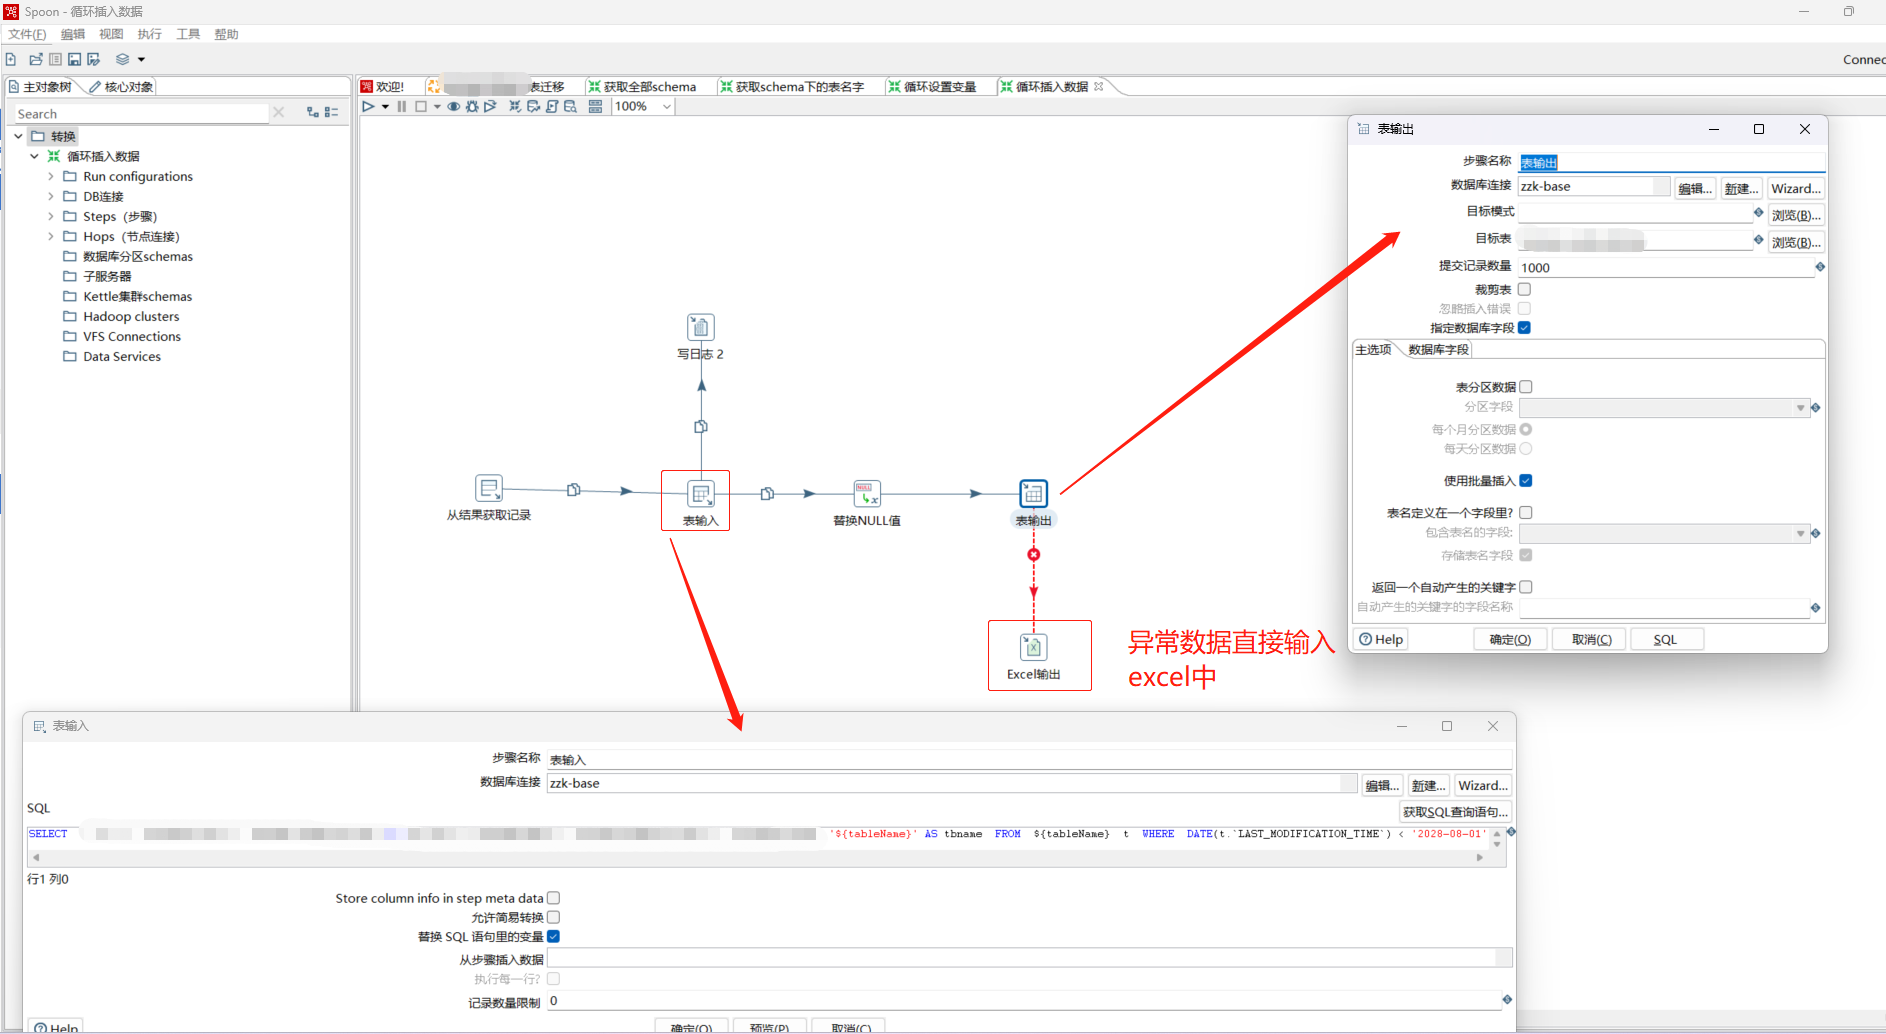 Spoon - 循环插入数据
文件(F) 编辑 视图 执行 工具 帮助
Connec
主对象树 核心对象
Search
转换
循环插入数据
Run configurations
DB连接
Steps（步骤）
Hops（节点连接）
数据库分区schemas
子服务器
Kettle集群schemas
Hadoop clusters
VFS Connections
Data Services
欢迎! 表迁移 获取全部schema 获取schema下的表名字 循环设置变量 循环插入数据
100%
写日志 2
从结果获取记录
表输入
NULL
替换NULL值
表输出
Excel输出
异常数据直接输入
excel中
表输出
步骤名称 表输出
数据库连接 zzk-base 编辑... 新建... Wizard...
目标模式 浏览(B)...
目标表 浏览(B)...
提交记录数量 1000
裁剪表
忽略插入错误
指定数据库字段
主选项 数据库字段
表分区数据
分区字段
每个月分区数据
每天分区数据
使用批量插入
表名定义在一个字段里?
包含表名的字段:
存储表名字段
返回一个自动产生的关键字
自动产生的关键字的字段名称
Help 确定(O) 取消(C) SQL
表输入
步骤名称 表输入
数据库连接 zzk-base 编辑... 新建... Wizard...
SQL 获取SQL查询语句...
SELECT '${tableName}' AS tbname FROM ${tableName} t WHERE DATE(t.`LAST_MODIFICATION_TIME`) < '2028-08-01'
行1 列0
Store column info in step meta data
允许简易转换
替换 SQL 语句里的变量
从步骤插入数据
执行每一行?
记录数量限制 0
Help 确定(O) 预览(P) 取消(C)